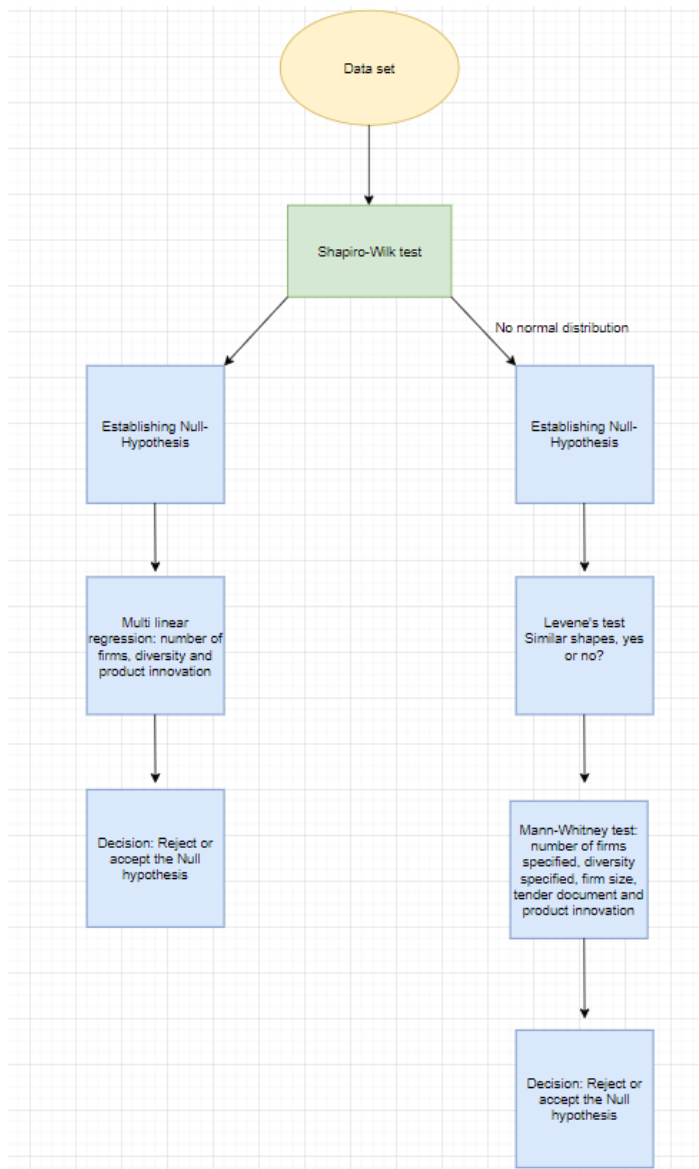 Data set
Shapiro-Wilk test
No normal distribution
Establishing Null-
Hypothesis
Establishing Null-
Hypothesis
Multi linear
regression: number of
firms, diversity and
product innovation
Levene's test
Similar shapes, yes
or no?
Decision: Reject or
accept the Null
hypothesis
Mann-Whitney test:
number of firms
specified, diversity
specified, firm size,
tender document and
product innovation
Decision: Reject or
accept the Null
hypothesis